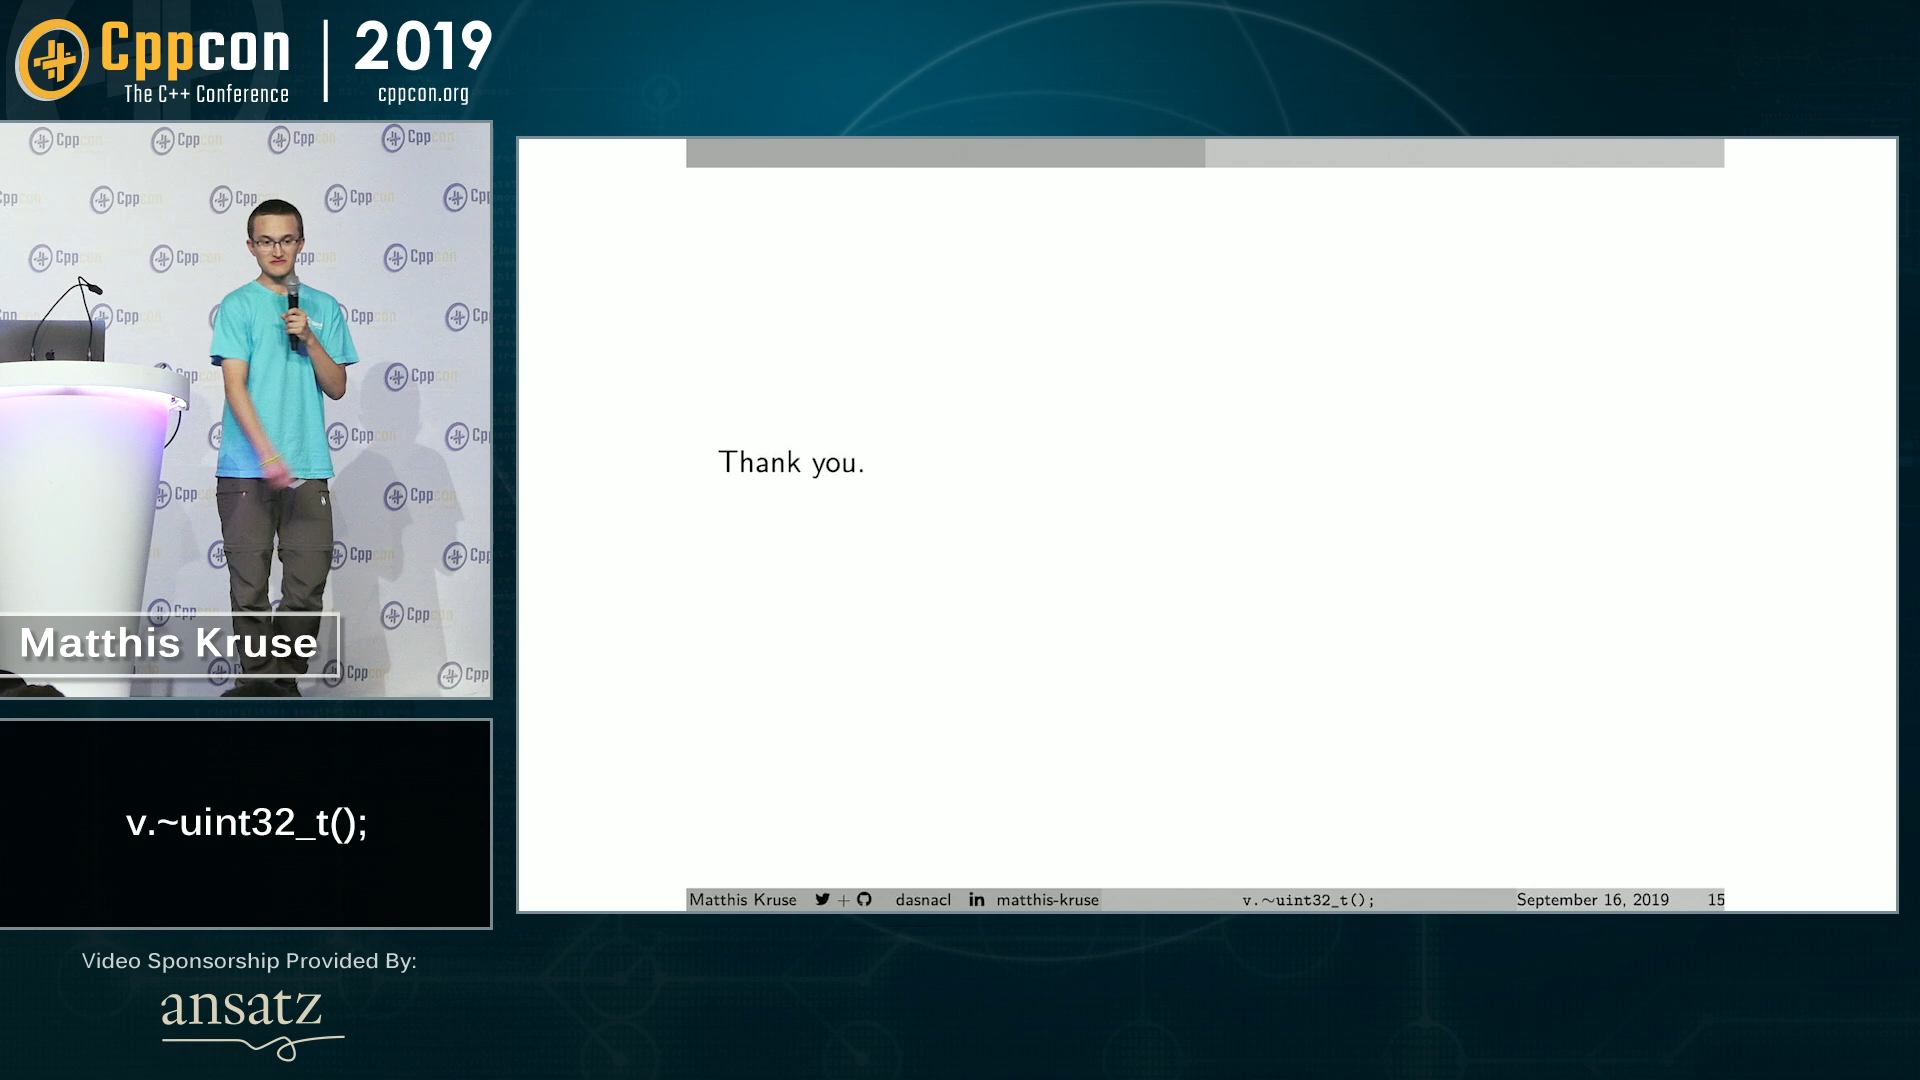 Cppcon | 2019
The C++ Conference cppcon.org
Matthis Kruse
v.~uint32_t();
Video Sponsorship Provided By:
ansatz
Thank you.
Matthis Kruse + dasnacl in matthis-kruse v.~uint32_t(); September 16, 2019 15